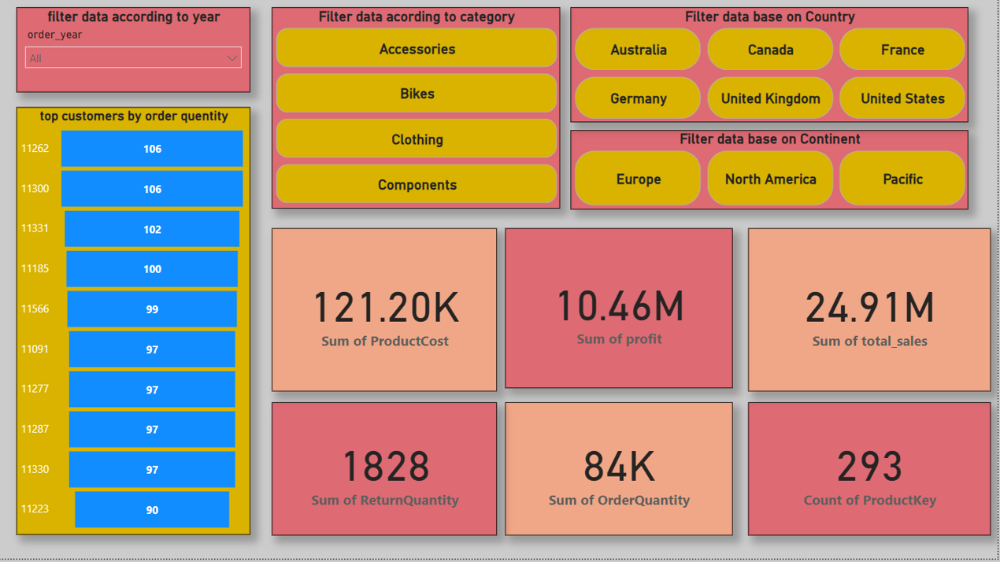 filter data according to year
order_year
All
top customers by order quentity
11262 106
11300 106
11331 102
11185 100
11566 99
11091 97
11277 97
11287 97
11330 97
11223 90
Filter data acording to category
Accessories
Bikes
Clothing
Components
Filter data base on Country
Australia Canada France
Germany United Kingdom United States
Filter data base on Continent
Europe North America Pacific
121.20K
Sum of ProductCost
10.46M
Sum of profit
24.91M
Sum of total_sales
1828
Sum of ReturnQuantity
84K
Sum of OrderQuantity
293
Count of ProductKey